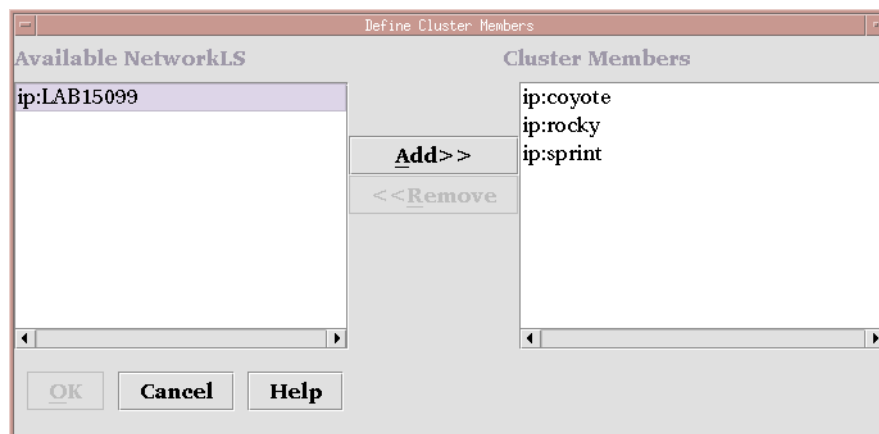 Define Cluster Members
Available NetworkLS
Cluster Members
ip:LAB15099
ip:coyote
ip:rocky
ip:sprint
Add>>
<<Remove
OK
Cancel
Help